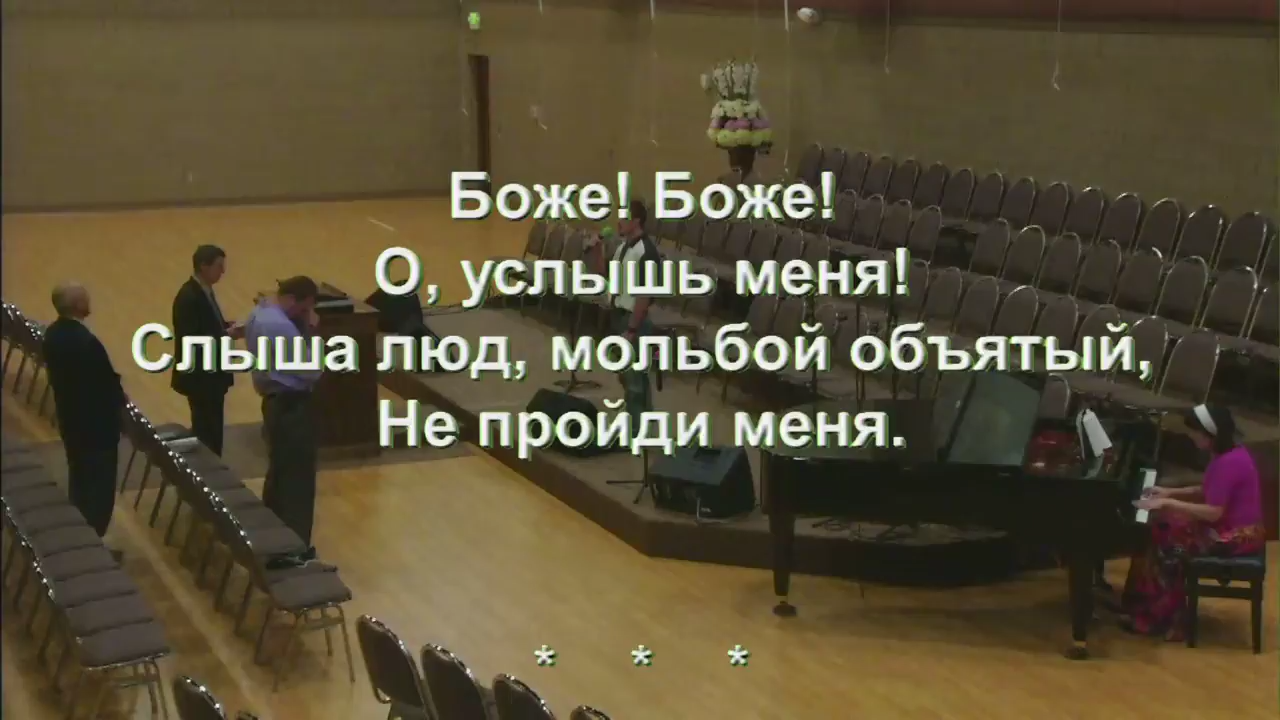 Боже! Боже!
О, услышь меня!
Слыша люд, мольбой объятый,
Не пройди меня.
* * *